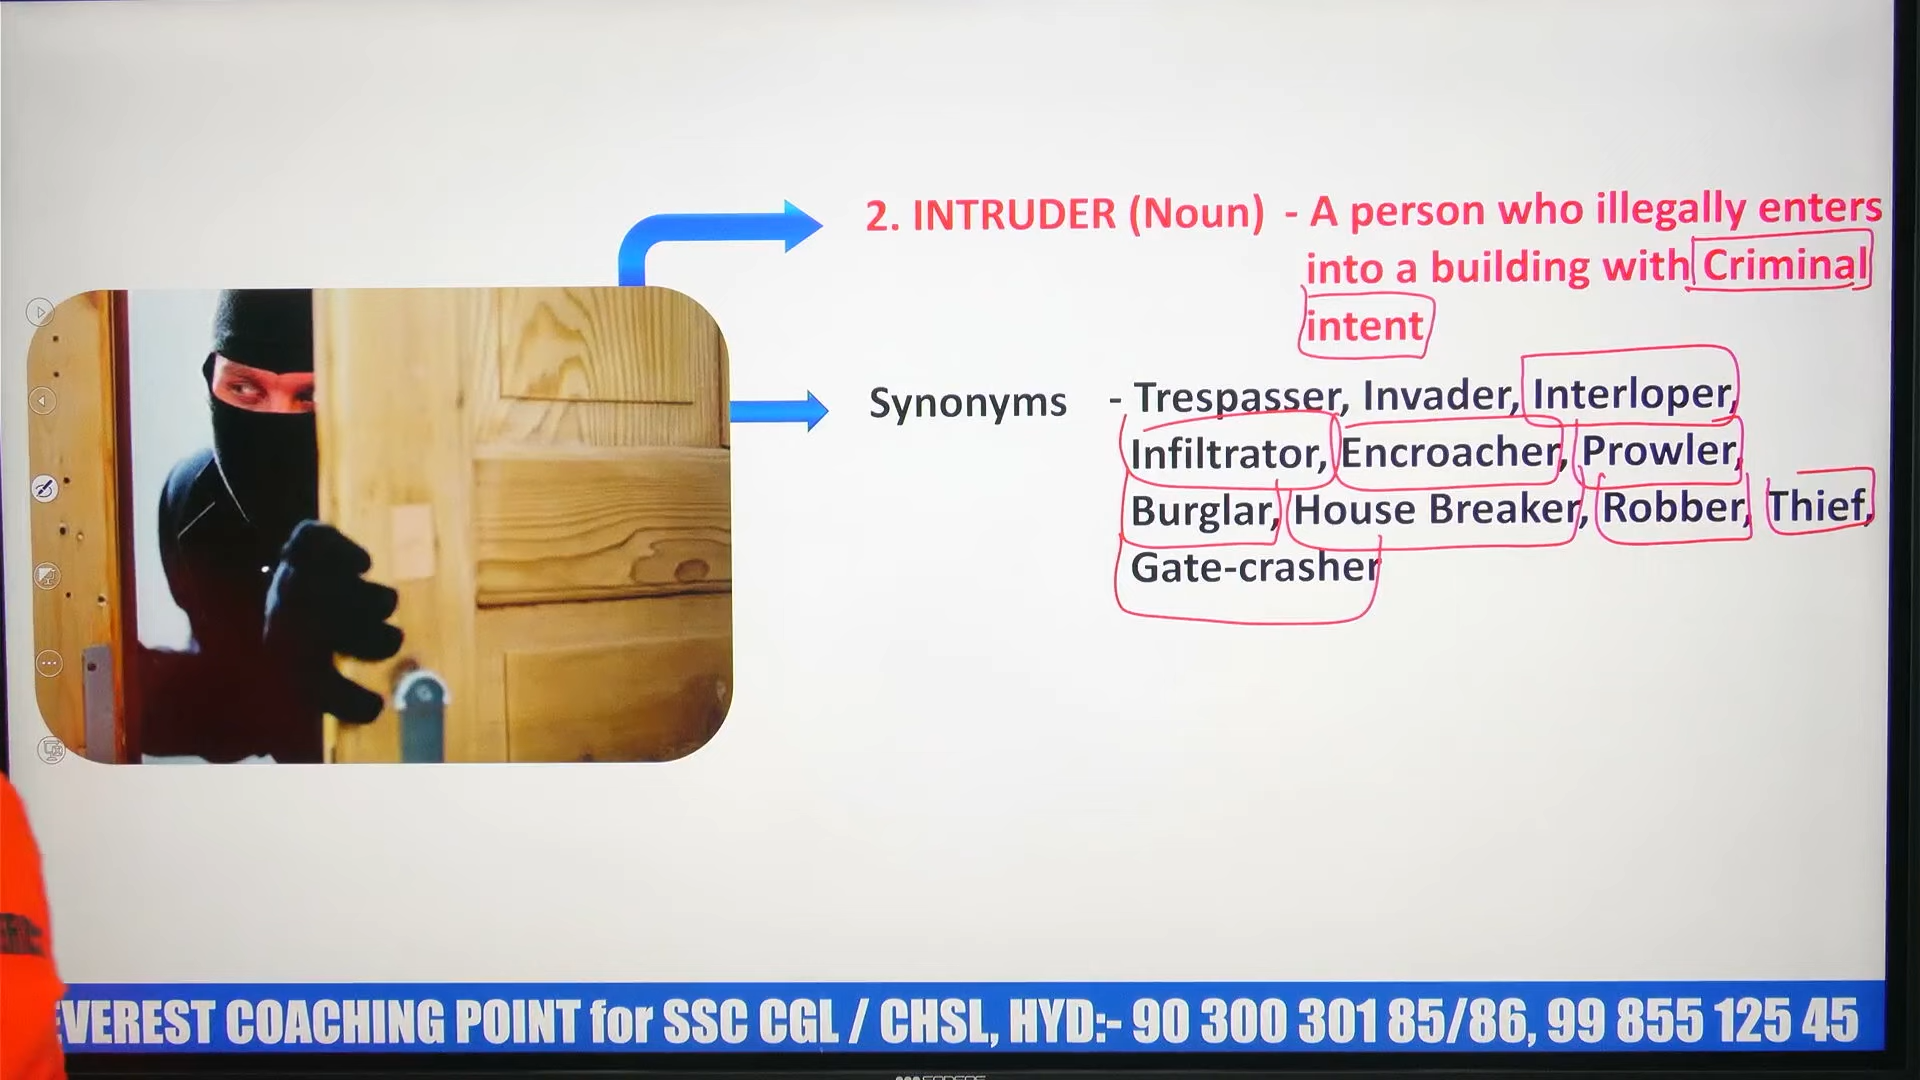 2. INTRUDER (Noun) - A person who illegally enters
into a building with Criminal
intent
Synonyms - Trespasser, Invader, Interloper,
Infiltrator, Encroacher, Prowler,
Burglar, House Breaker, Robber, Thief,
Gate-crasher
EVEREST COACHING POINT for SSC CGL / CHSL, HYD:- 90 300 301 85/86, 99 855 125 45